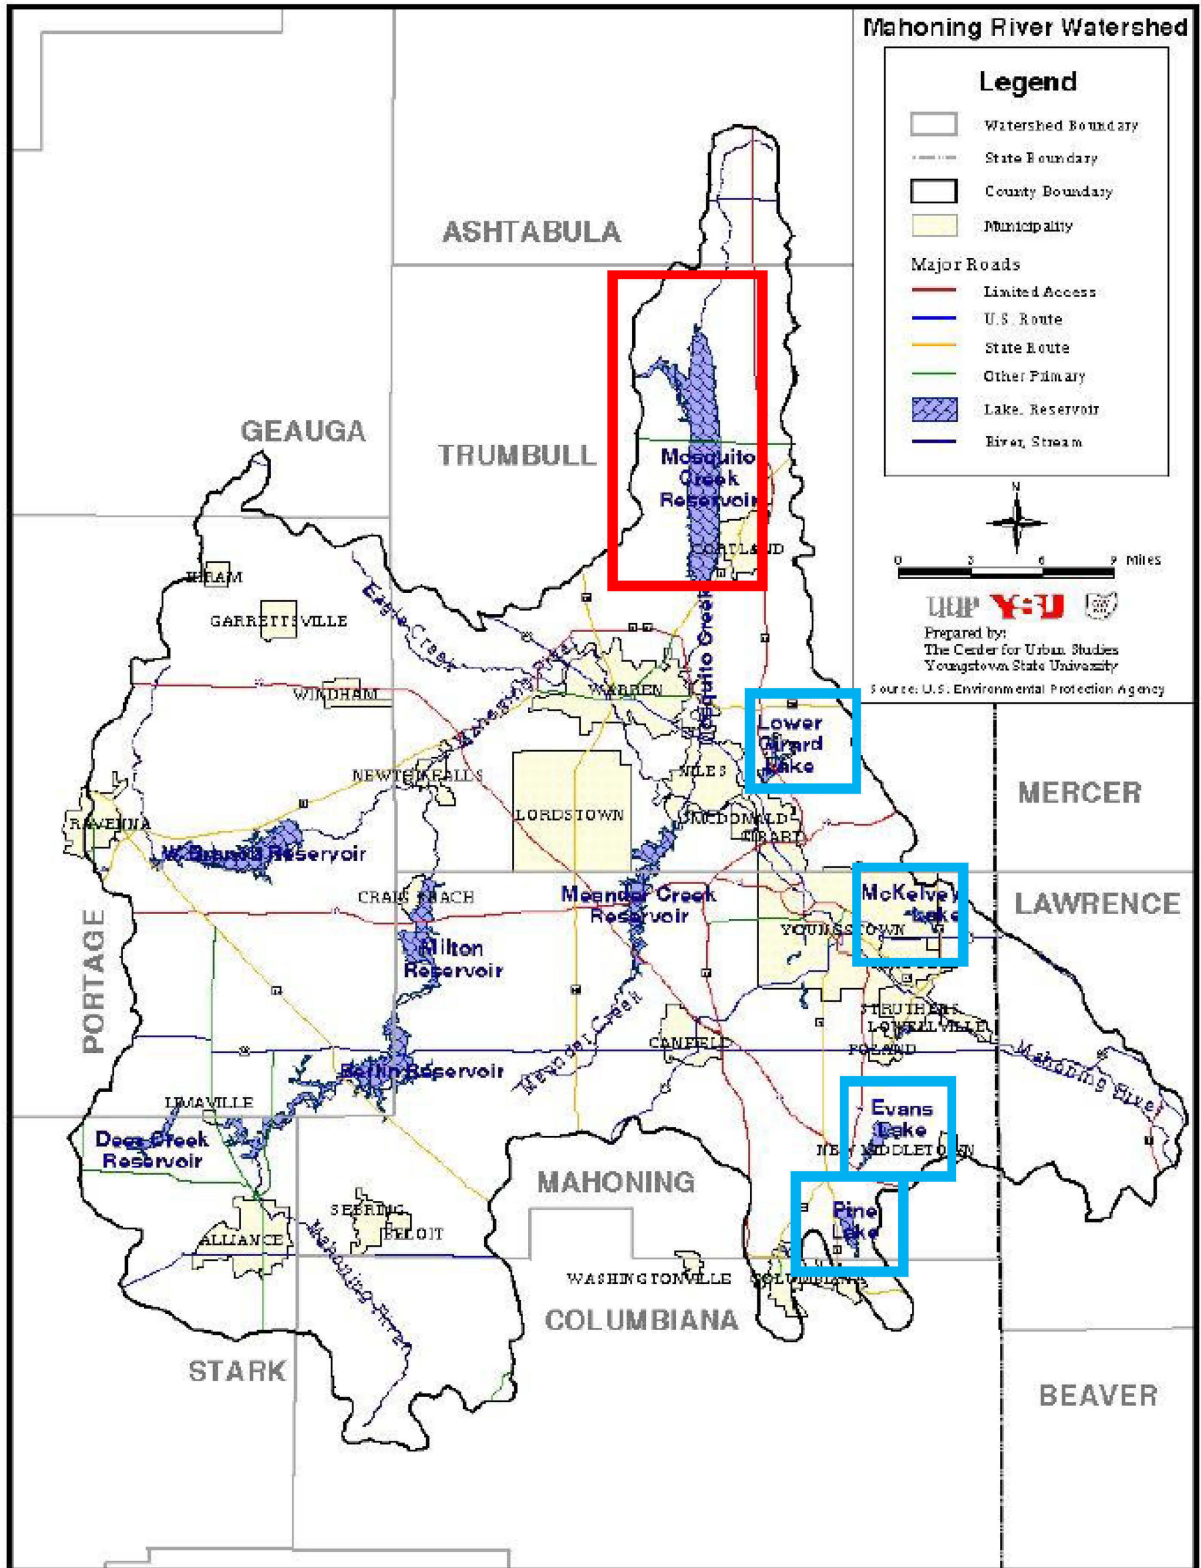 Mahoning River Watershed
Legend
Watershed Boundary
State Boundary
County Boundary
Municipality
Major Roads
Limited Access
U.S. Route
State Route
Other Primary
Lake, Reservoir
River, Stream
N
0 3 6 9 Miles
YSU
Prepared by:
The Center for Urban Studies
Youngstown State University
Source: U.S. Environmental Protection Agency
ASHTABULA
GEAUGA
TRUMBULL
Mosquito
Creek
Reservoir
CORTLAND
HIRAM
GARRETTSVILLE
Eagle Creek
Mosquito Creek
WINDHAM
Mahoning River
WARREN
Lower
Girard
Lake
NEWTON FALLS
NILES
MERCER
LORDSTOWN
RAVENNA
MCDONALD
GIRARD
W. Branch Reservoir
CRAIG BEACH
Meander Creek
Reservoir
McKelvey
Lake
LAWRENCE
YOUNGSTOWN
Milton
Reservoir
PORTAGE
Meander Creek
STRUTHERS
LOWELLVILLE
CANFIELD
POLAND
Mahoning River
Berlin Reservoir
LIMAVILLE
Evans
Lake
Deer Creek
Reservoir
NEW MIDDLETOWN
MAHONING
SEBRING
BELOIT
Pine
Lake
ALLIANCE
Mahoning River
WASHINGTONVILLE
COLUMBIANA
COLUMBIANA
STARK
BEAVER